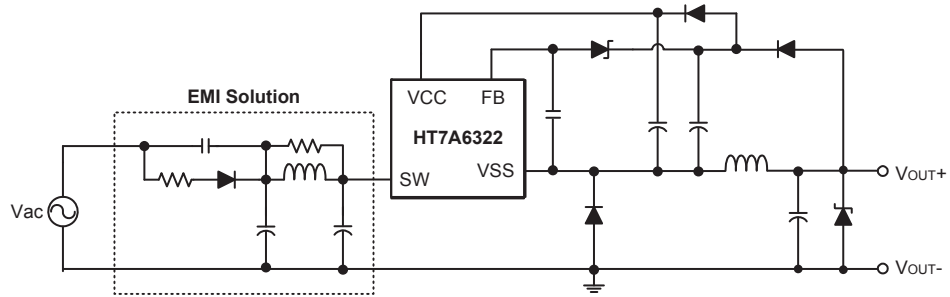 EMI Solution
VCC FB
HT7A6322
SW VSS
Vac
VOUT+
VOUT-